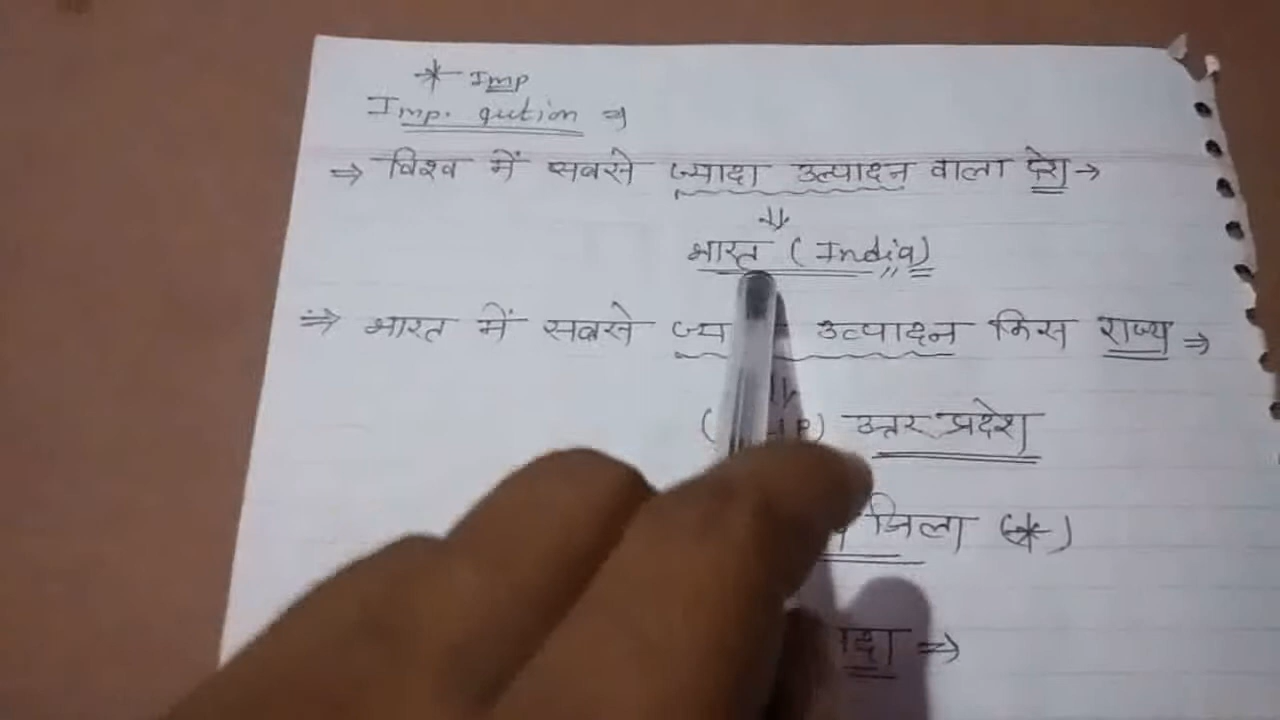 * Imp
Imp. qution ⇒
⇒ विश्व में सबसे ज्यादा उत्पादन वाला देश →
भारत (India)
⇒ भारत में सबसे ज्य उत्पादन किस राज्य ⇒
( P) उत्तर प्रदेश
जिला (*)
⇒